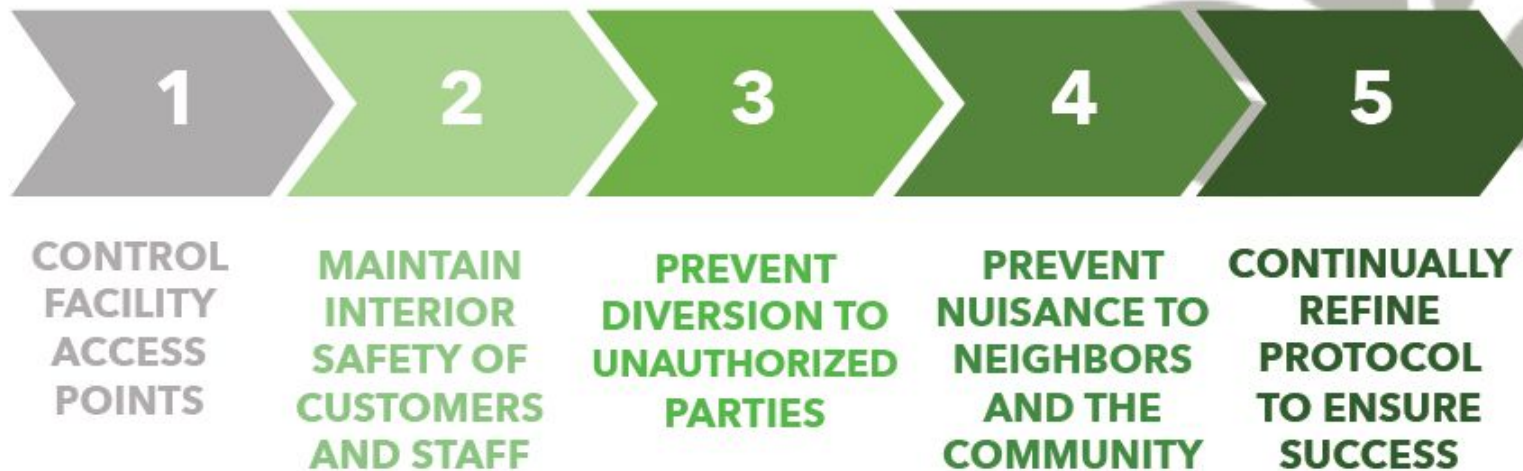 1
2
3
4
5
CONTROL
FACILITY
ACCESS
POINTS
MAINTAIN
INTERIOR
SAFETY OF
CUSTOMERS
AND STAFF
PREVENT
DIVERSION TO
UNAUTHORIZED
PARTIES
PREVENT
NUISANCE TO
NEIGHBORS
AND THE
COMMUNITY
CONTINUALLY
REFINE
PROTOCOL
TO ENSURE
SUCCESS